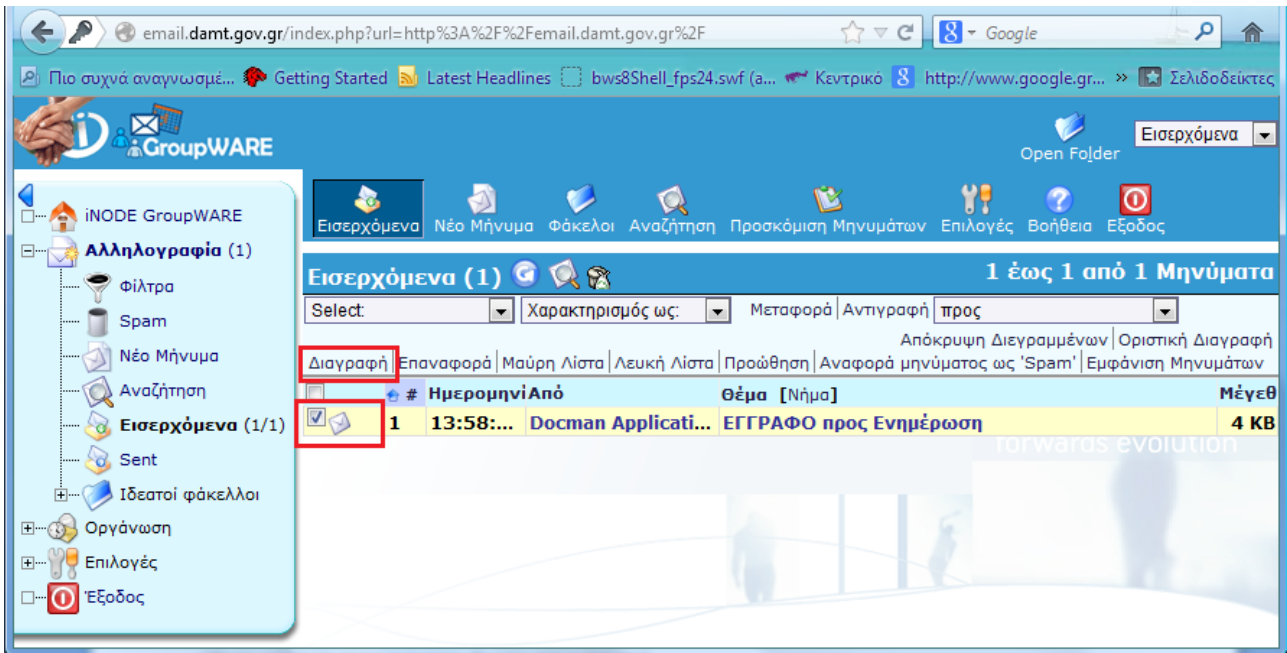 email.damt.gov.gr/index.php?url=http%3A%2F%2Femail.damt.gov.gr%2F Google
Πιο συχνά αναγνωσμέ... Getting Started Latest Headlines bws8Shell_fps24.swf (a... Κεντρικό http://www.google.gr... » Σελιδοδείκτες
iD GroupWARE
Open Folder Εισερχόμενα
Εισερχόμενα Νέο Μήνυμα Φάκελοι Αναζήτηση Προσκόμιση Μηνυμάτων Επιλογές Βοήθεια Εξοδος
iNODE GroupWARE
Αλληλογραφία (1)
Φίλτρα
Spam
Νέο Μήνυμα
Αναζήτηση
Εισερχόμενα (1/1)
Sent
Ιδεατοί φάκελλοι
Οργάνωση
Επιλογές
Έξοδος
Εισερχόμενα (1) 1 έως 1 από 1 Μηνύματα
Select: Χαρακτηρισμός ως: Μεταφορά Αντιγραφή προς
Απόκρυψη Διεγραμμένων Οριστική Διαγραφή
Διαγραφή Επαναφορά Μαύρη Λίστα Λευκή Λίστα Προώθηση Αναφορά μηνύματος ως 'Spam' Εμφάνιση Μηνυμάτων
# Ημερομηνί Από Θέμα [Νήμα] Μέγεθ
1 13:58:... Docman Applicati... ΕΓΓΡΑΦΟ προς Ενημέρωση 4 KB
forwards evolution